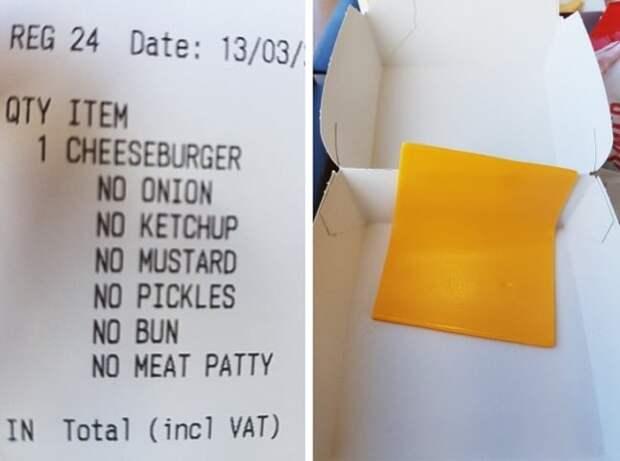 REG 24 Date: 13/03/
QTY ITEM
1 CHEESEBURGER
NO ONION
NO KETCHUP
NO MUSTARD
NO PICKLES
NO BUN
NO MEAT PATTY
IN Total (incl VAT)